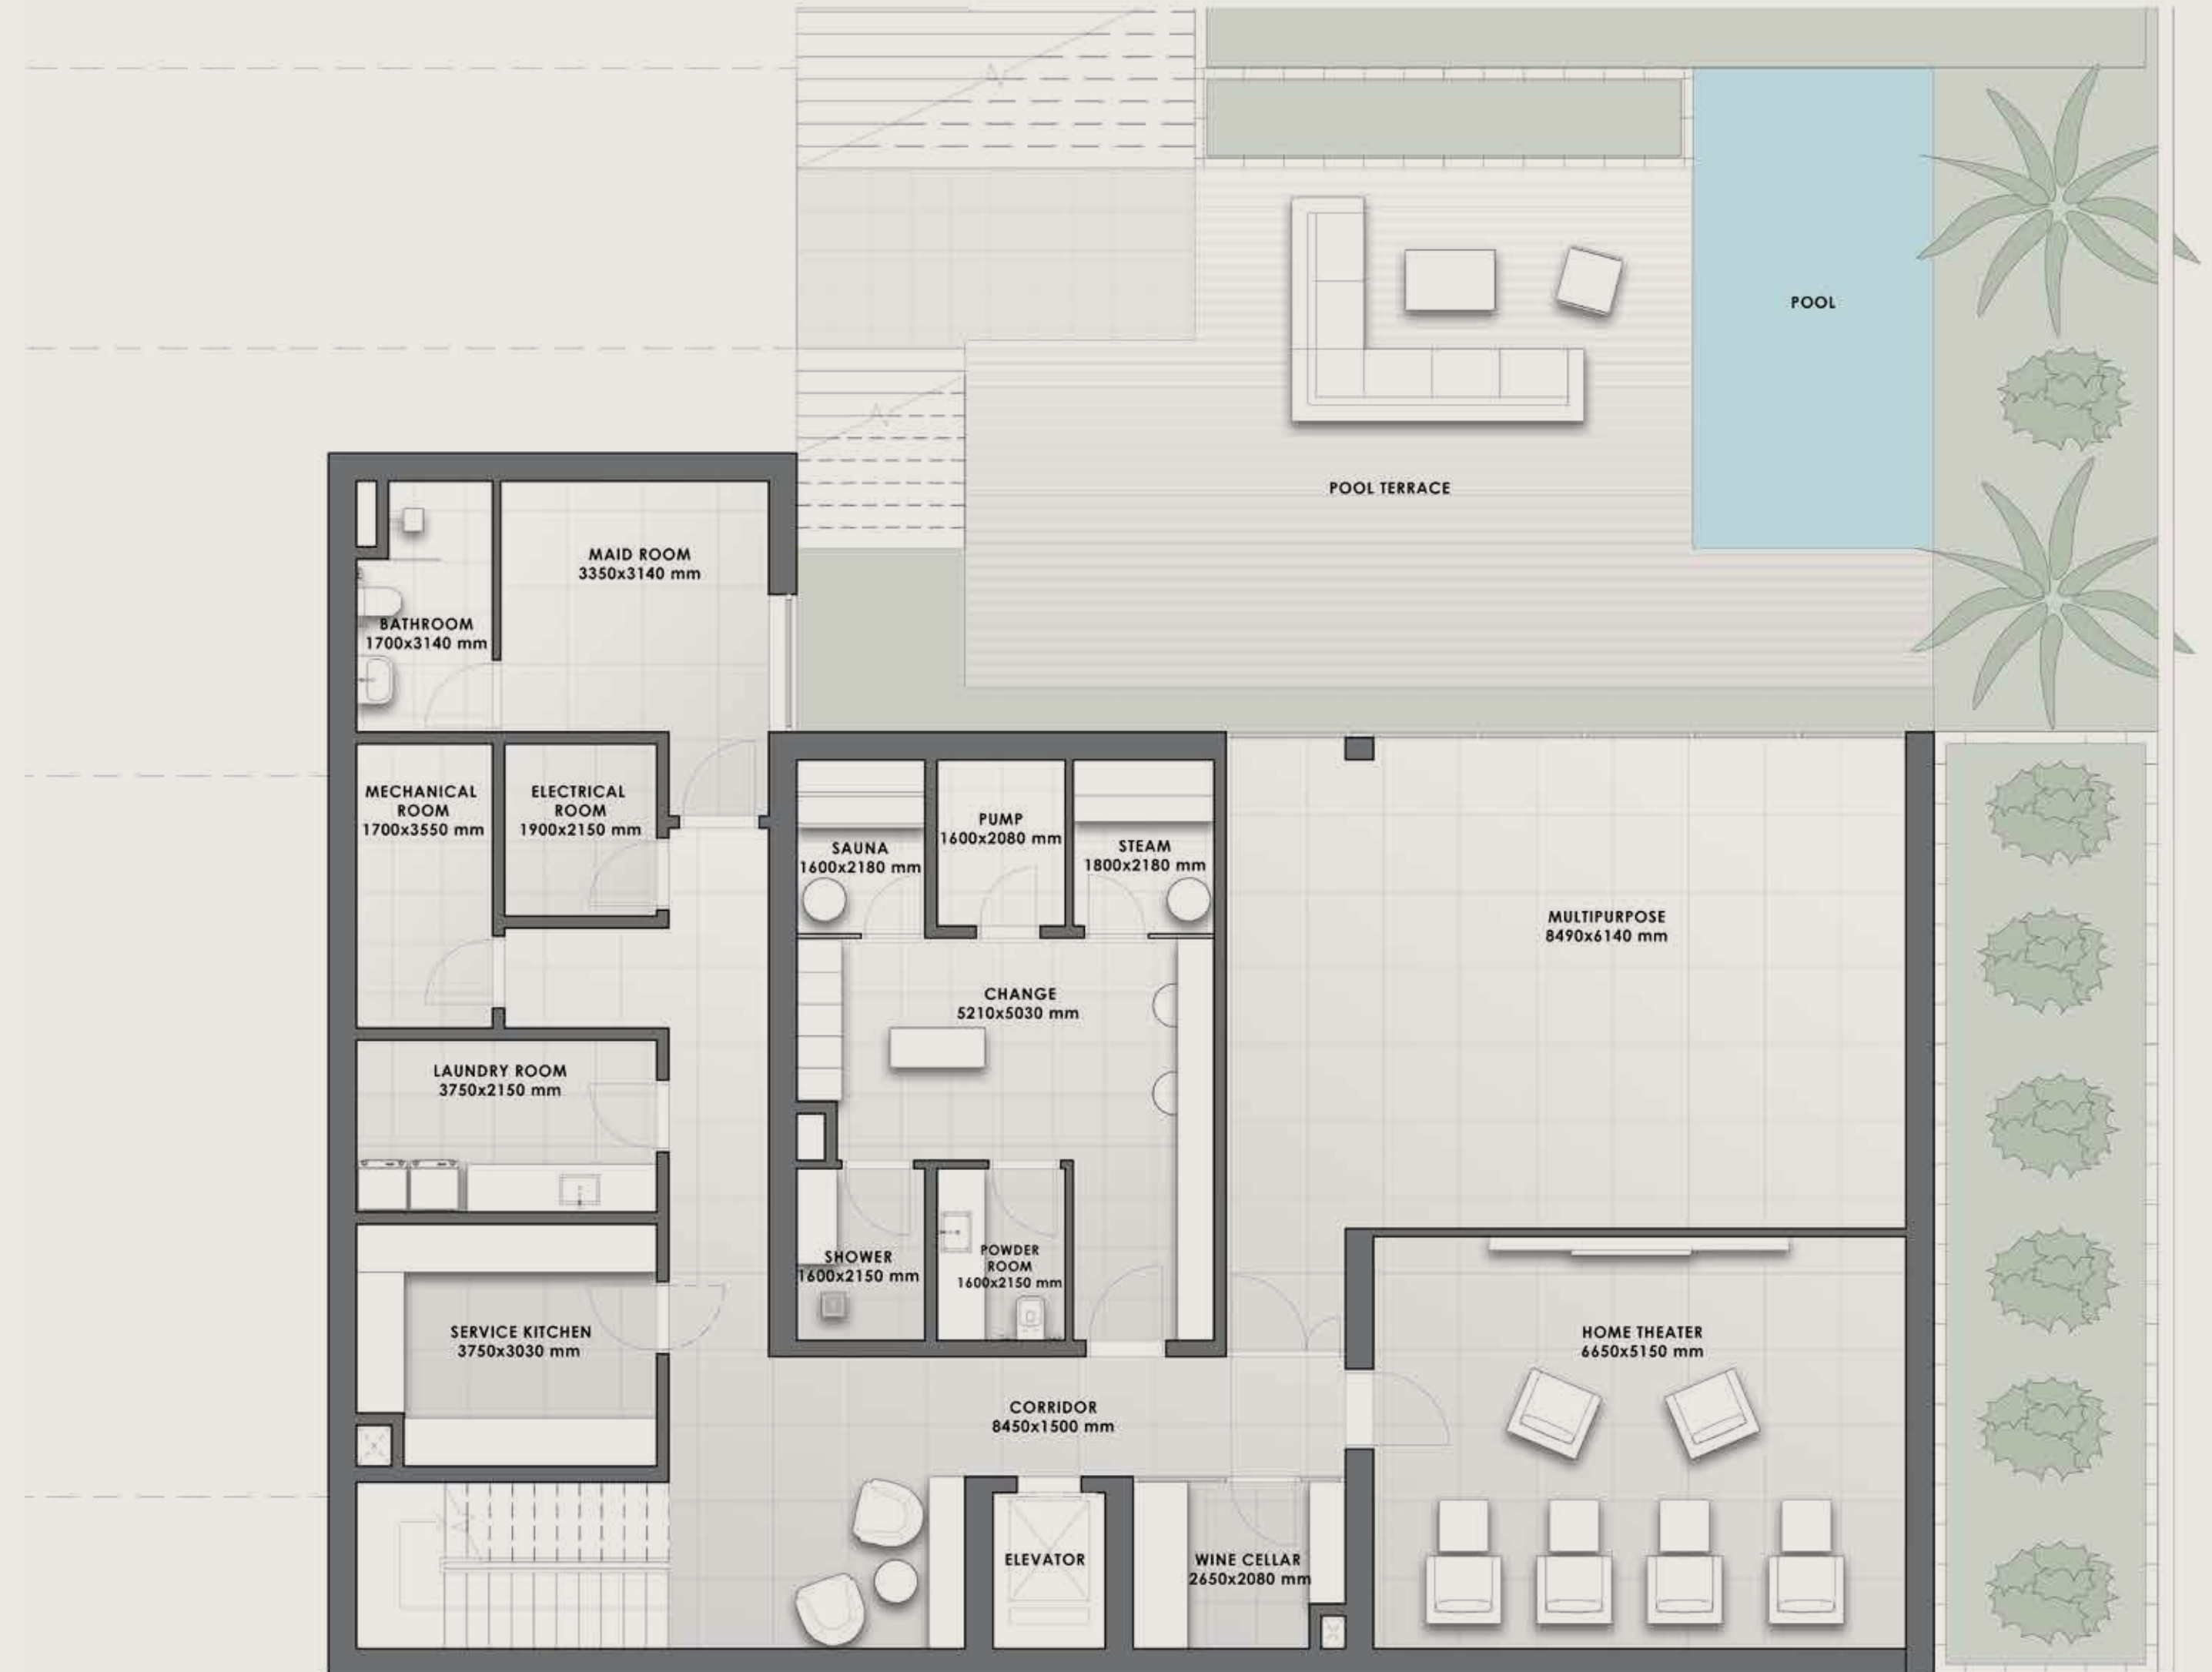 POOL
POOL TERRACE
MAID ROOM
3350x3140 mm
BATHROOM
1700x3140 mm
MECHANICAL
ROOM
1700x3550 mm
ELECTRICAL
ROOM
1900x2150 mm
SAUNA
1600x2180 mm
PUMP
1600x2080 mm
STEAM
1800x2180 mm
MULTIPURPOSE
8490x6140 mm
CHANGE
5210x5030 mm
LAUNDRY ROOM
3750x2150 mm
SHOWER
1600x2150 mm
POWDER
ROOM
1600x2150 mm
SERVICE KITCHEN
3750x3030 mm
HOME THEATER
6650x5150 mm
CORRIDOR
8450x1500 mm
ELEVATOR
WINE CELLAR
2650x2080 mm